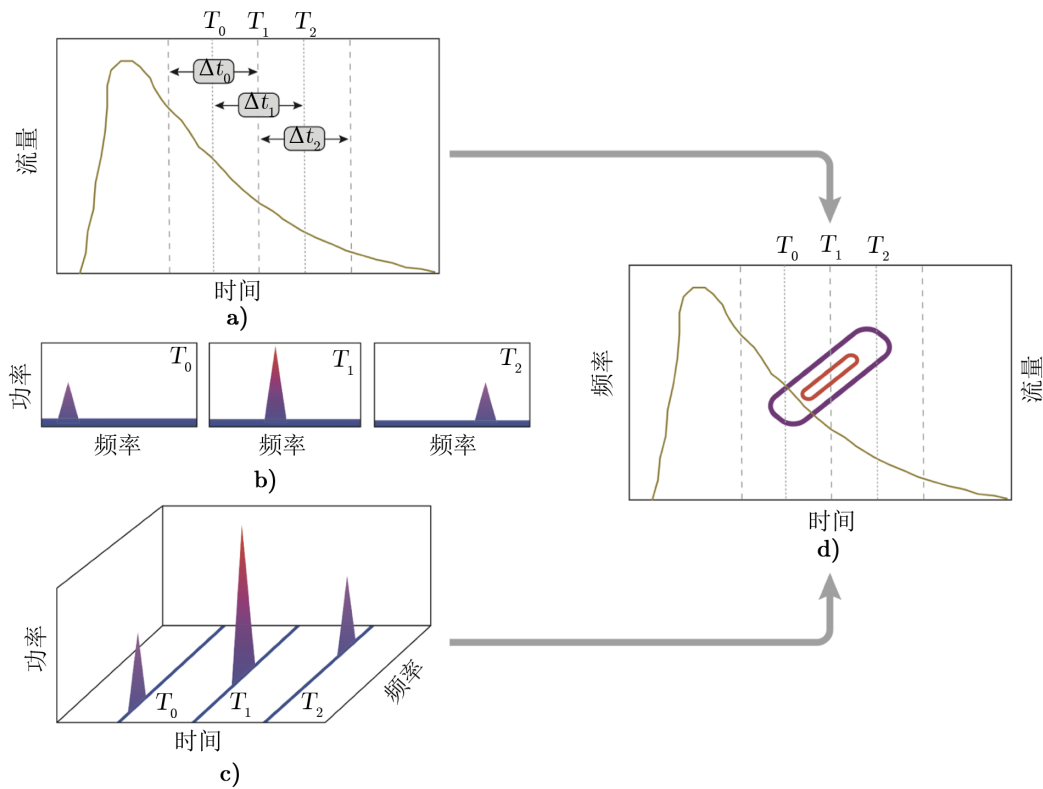 T₀ T₁ T₂
Δt₀
Δt₁
Δt₂
流量
时间
a)
功率
T₀
T₁
T₂
频率
频率
频率
b)
功率
T₀
T₁
T₂
频率
时间
c)
T₀ T₁ T₂
频率
流量
时间
d)